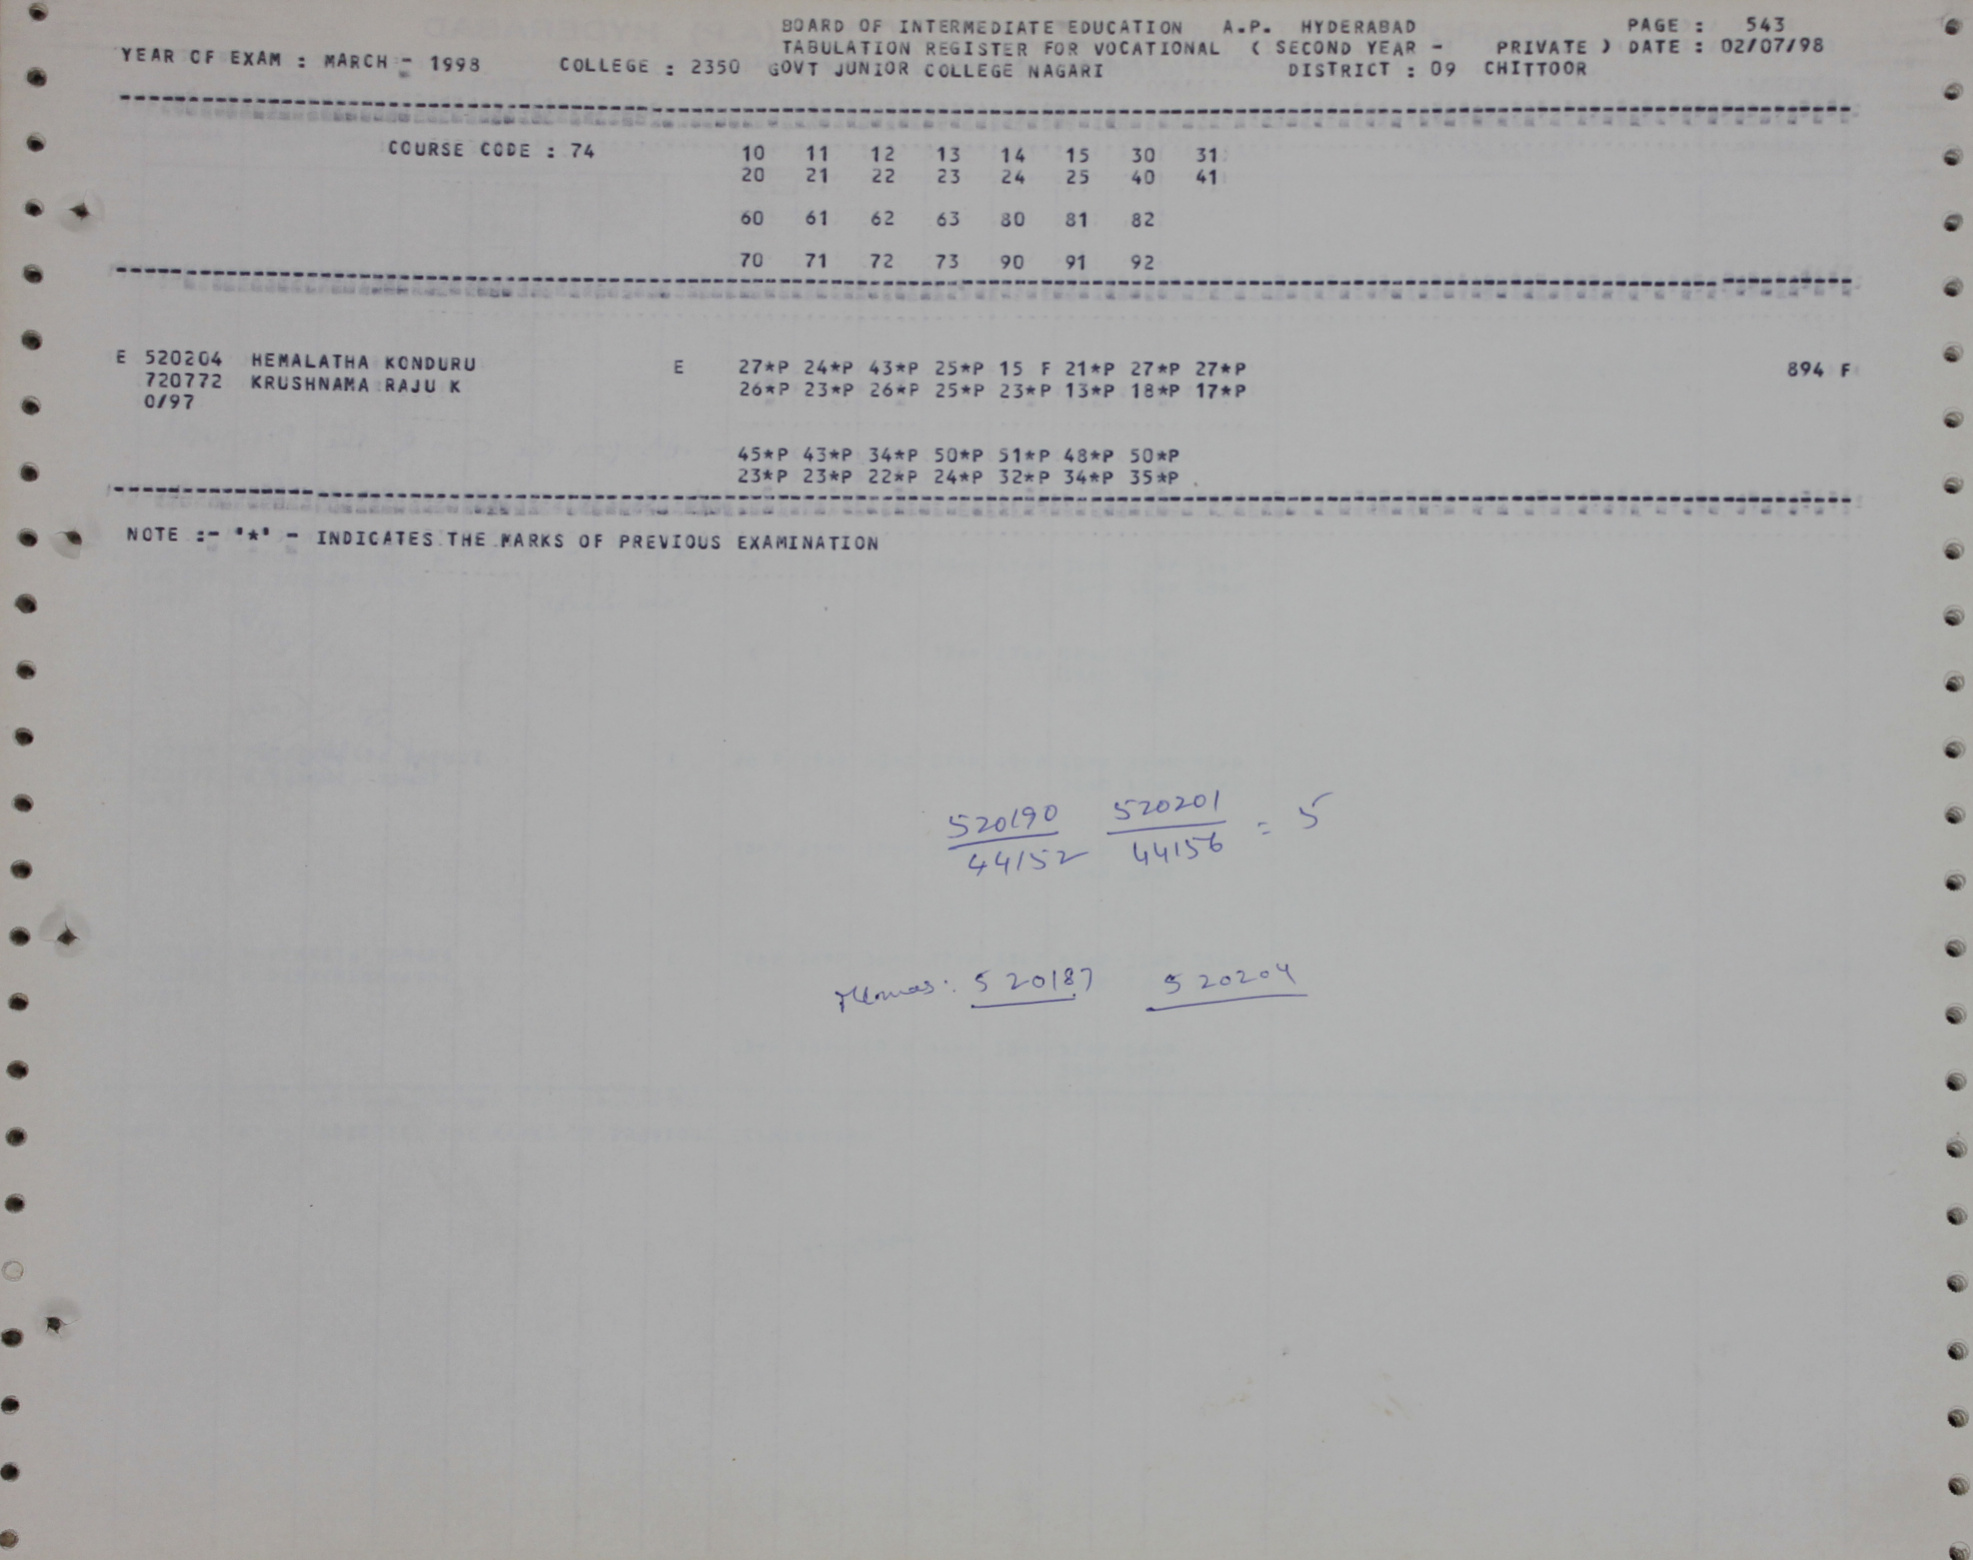 BOARD OF INTERMEDIATE EDUCATION A.P. HYDERABAD PAGE : 543
TABULATION REGISTER FOR VOCATIONAL ( SECOND YEAR - PRIVATE ) DATE : 02/07/98
YEAR OF EXAM : MARCH - 1998 COLLEGE : 2350 GOVT JUNIOR COLLEGE NAGARI DISTRICT : 09 CHITTOOR
COURSE CODE : 74 10 11 12 13 14 15 30 31
20 21 22 23 24 25 40 41
60 61 62 63 80 81 82
70 71 72 73 90 91 92
E 520204 HEMALATHA KONDURU E 27*P 24*P 43*P 25*P 15 F 21*P 27*P 27*P 894 F
720772 KRUSHNAMA RAJU K 26*P 23*P 26*P 25*P 23*P 13*P 18*P 17*P
0/97
45*P 43*P 34*P 50*P 51*P 48*P 50*P
23*P 23*P 22*P 24*P 32*P 34*P 35*P
NOTE :- '*' - INDICATES THE MARKS OF PREVIOUS EXAMINATION
520190 520201 = 5
44152 44156
520187 520204